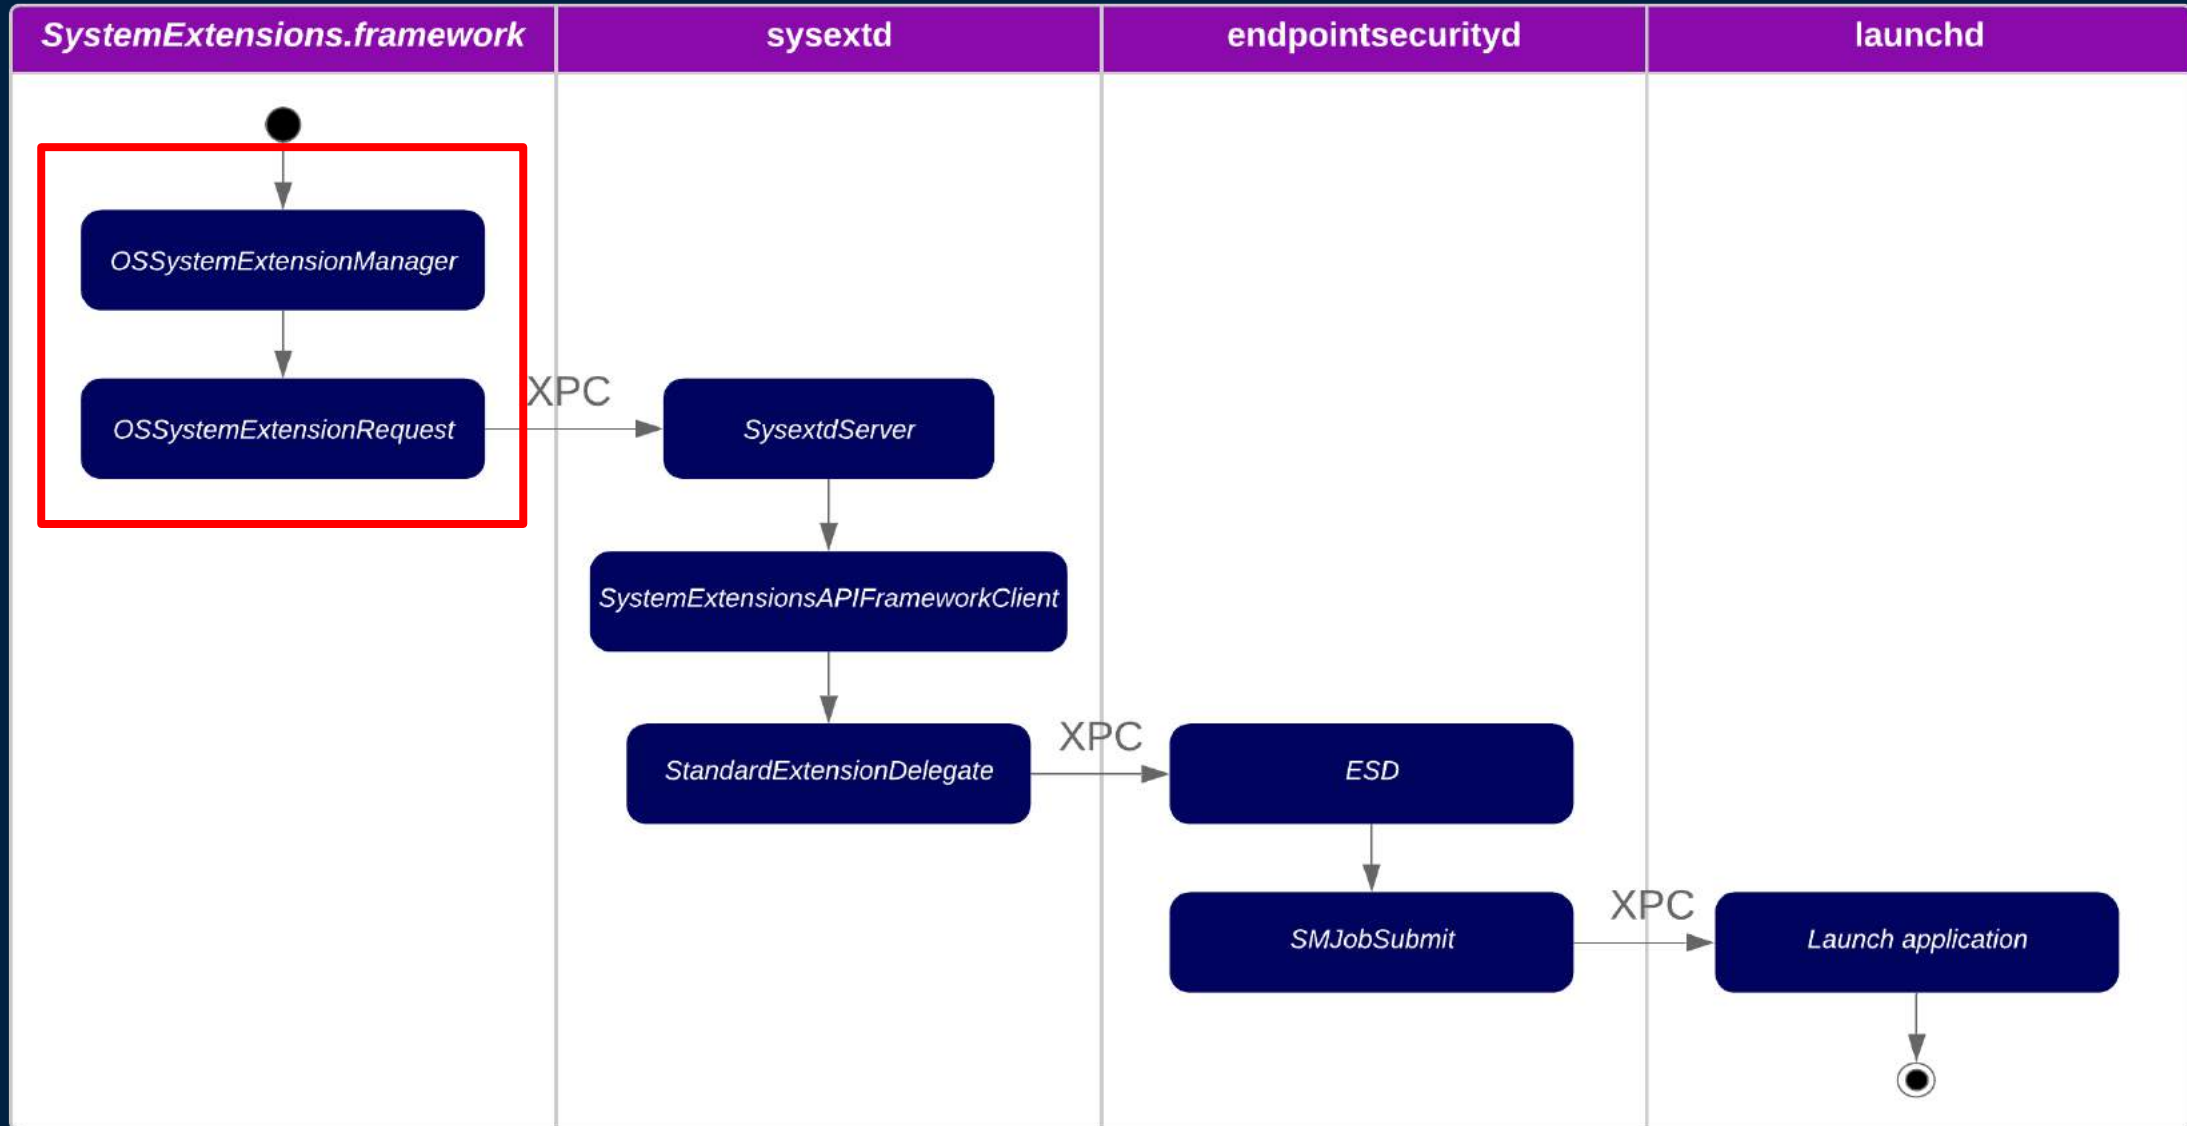 SystemExtensions.framework
sysextd
endpointsecurityd
launchd
OSSystemExtensionManager
OSSystemExtensionRequest
XPC
SysextdServer
SystemExtensionsAPIFrameworkClient
StandardExtensionDelegate
XPC
ESD
SMJobSubmit
XPC
Launch application